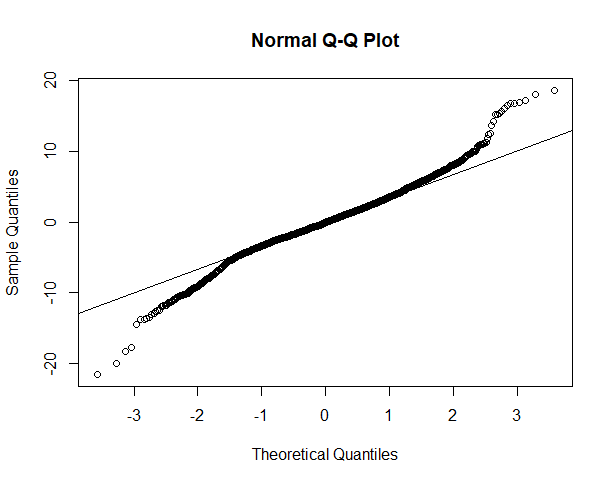 Normal Q-Q Plot
Sample Quantiles
20
10
0
-10
-20
-3 -2 -1 0 1 2 3
Theoretical Quantiles